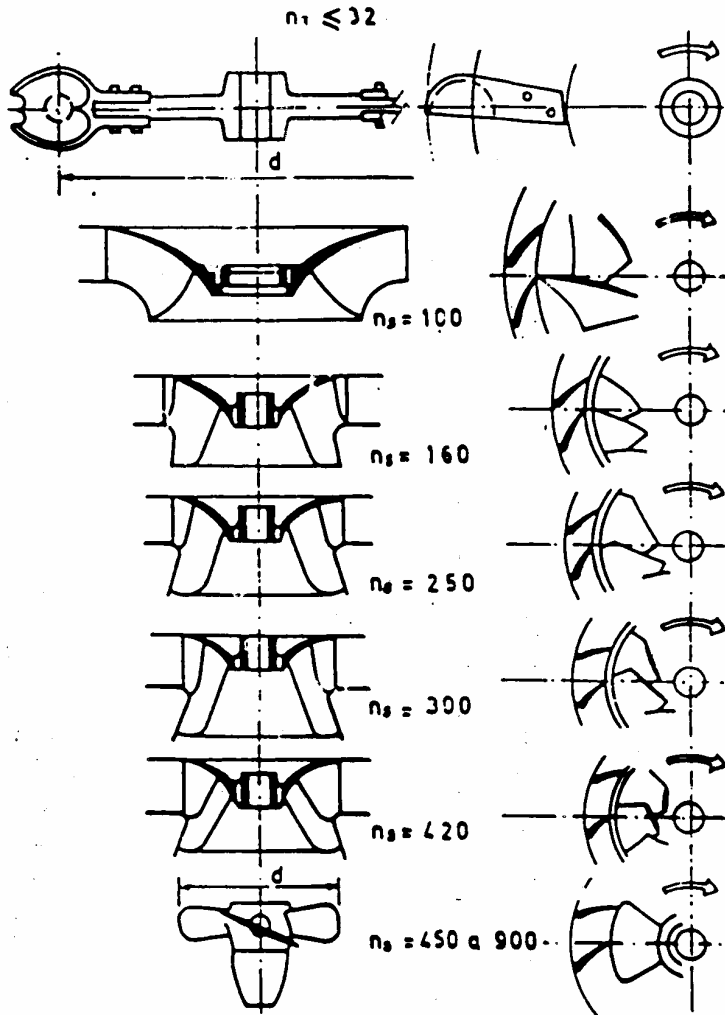 n₁ ≤ 32
d
nₛ = 100
nₛ = 160
nₛ = 250
nₛ = 300
nₛ = 420
d
nₛ = 450 a 900